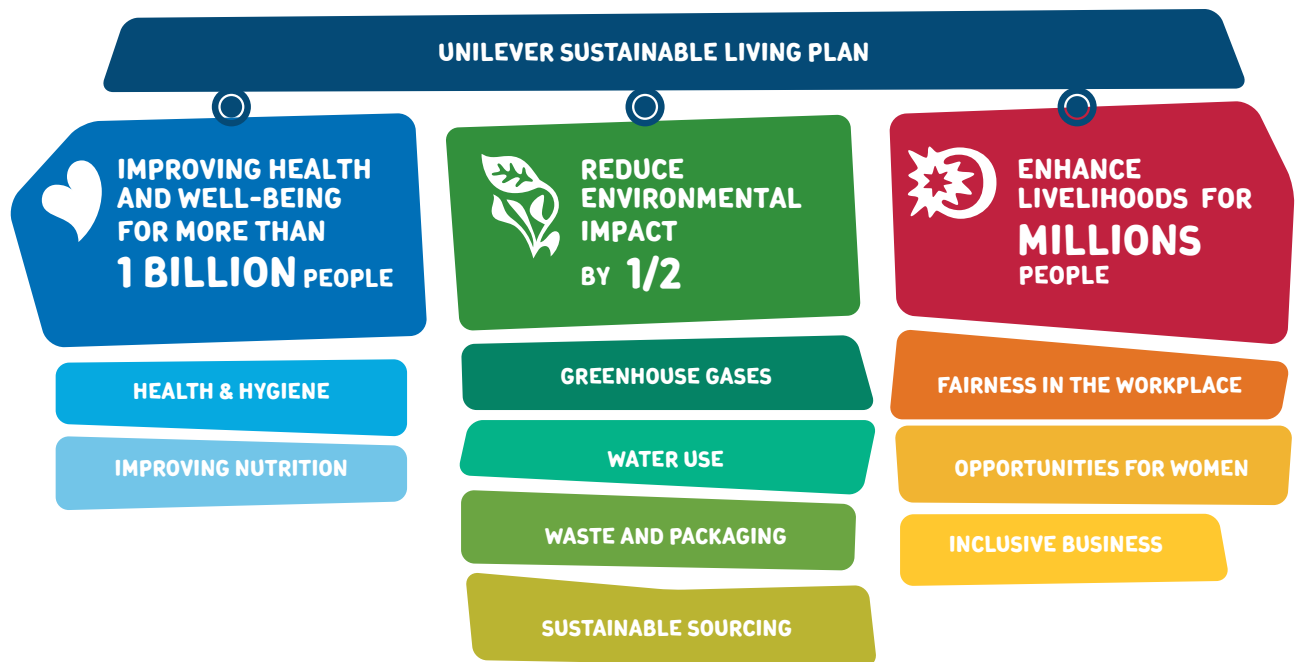 UNILEVER SUSTAINABLE LIVING PLAN
IMPROVING HEALTH
AND WELL-BEING
FOR MORE THAN
1 BILLION PEOPLE
HEALTH & HYGIENE
IMPROVING NUTRITION
REDUCE
ENVIRONMENTAL
IMPACT
BY 1/2
GREENHOUSE GASES
WATER USE
WASTE AND PACKAGING
SUSTAINABLE SOURCING
ENHANCE
LIVELIHOODS FOR
MILLIONS
PEOPLE
FAIRNESS IN THE WORKPLACE
OPPORTUNITIES FOR WOMEN
INCLUSIVE BUSINESS